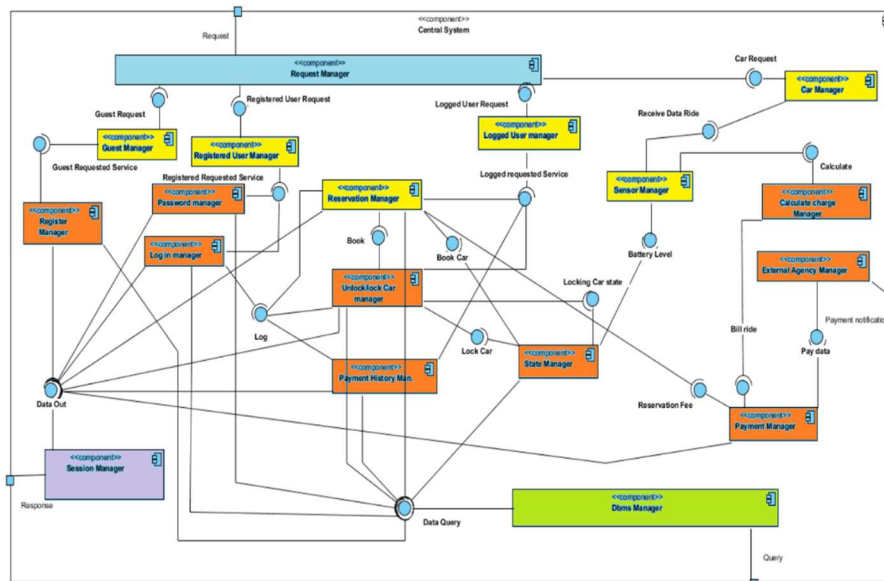 <<component>>
Central System
Request
<<component>>
Request Manager
Car Request
<<component>>
Car Manager
Guest Request
Registered User Request
Logged User Request
Receive Data Ride
<<component>>
Guest Manager
<<component>>
Registered User Manager
<<component>>
Logged User manager
Guest Requested Service
Registered Requested Service
Logged requested Service
Calculate
<<component>>
Password manager
<<component>>
Reservation Manager
<<component>>
Sensor Manager
<<component>>
Calculate charge
Manager
<<component>>
Register
Manager
<<component>>
Log in manager
Book
Book Car
Battery Level
<<component>>
External Agency Manager
<<component>>
Unlock/lock Car
manager
Locking Car state
Log
Lock Car
Bill ride
Payment notificatio
Pay data
<<component>>
Payment History Man.
<<component>>
State Manager
Data Out
Reservation Fee
<<component>>
Payment Manager
<<component>>
Session Manager
Response
Data Query
<<component>>
Dbms Manager
Query